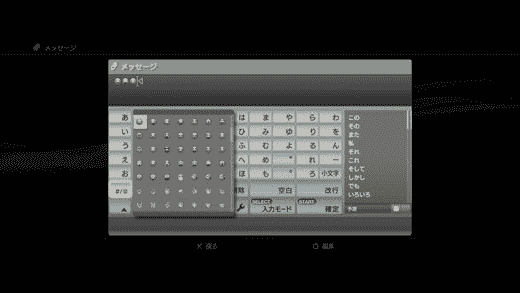 メッセージ
メッセージ
あ は ま や ら わ
い ひ み ゆ り を
う ふ む よ る ん
え へ め ゛ れ ー
お ほ も ゜ ろ 小文字
#/@ 削除 空白 改行
▲ SELECT 入力モード START 確定
この
その
また
私
それ
これ
そして
しかし
でも
いろいろ
予測
戻る